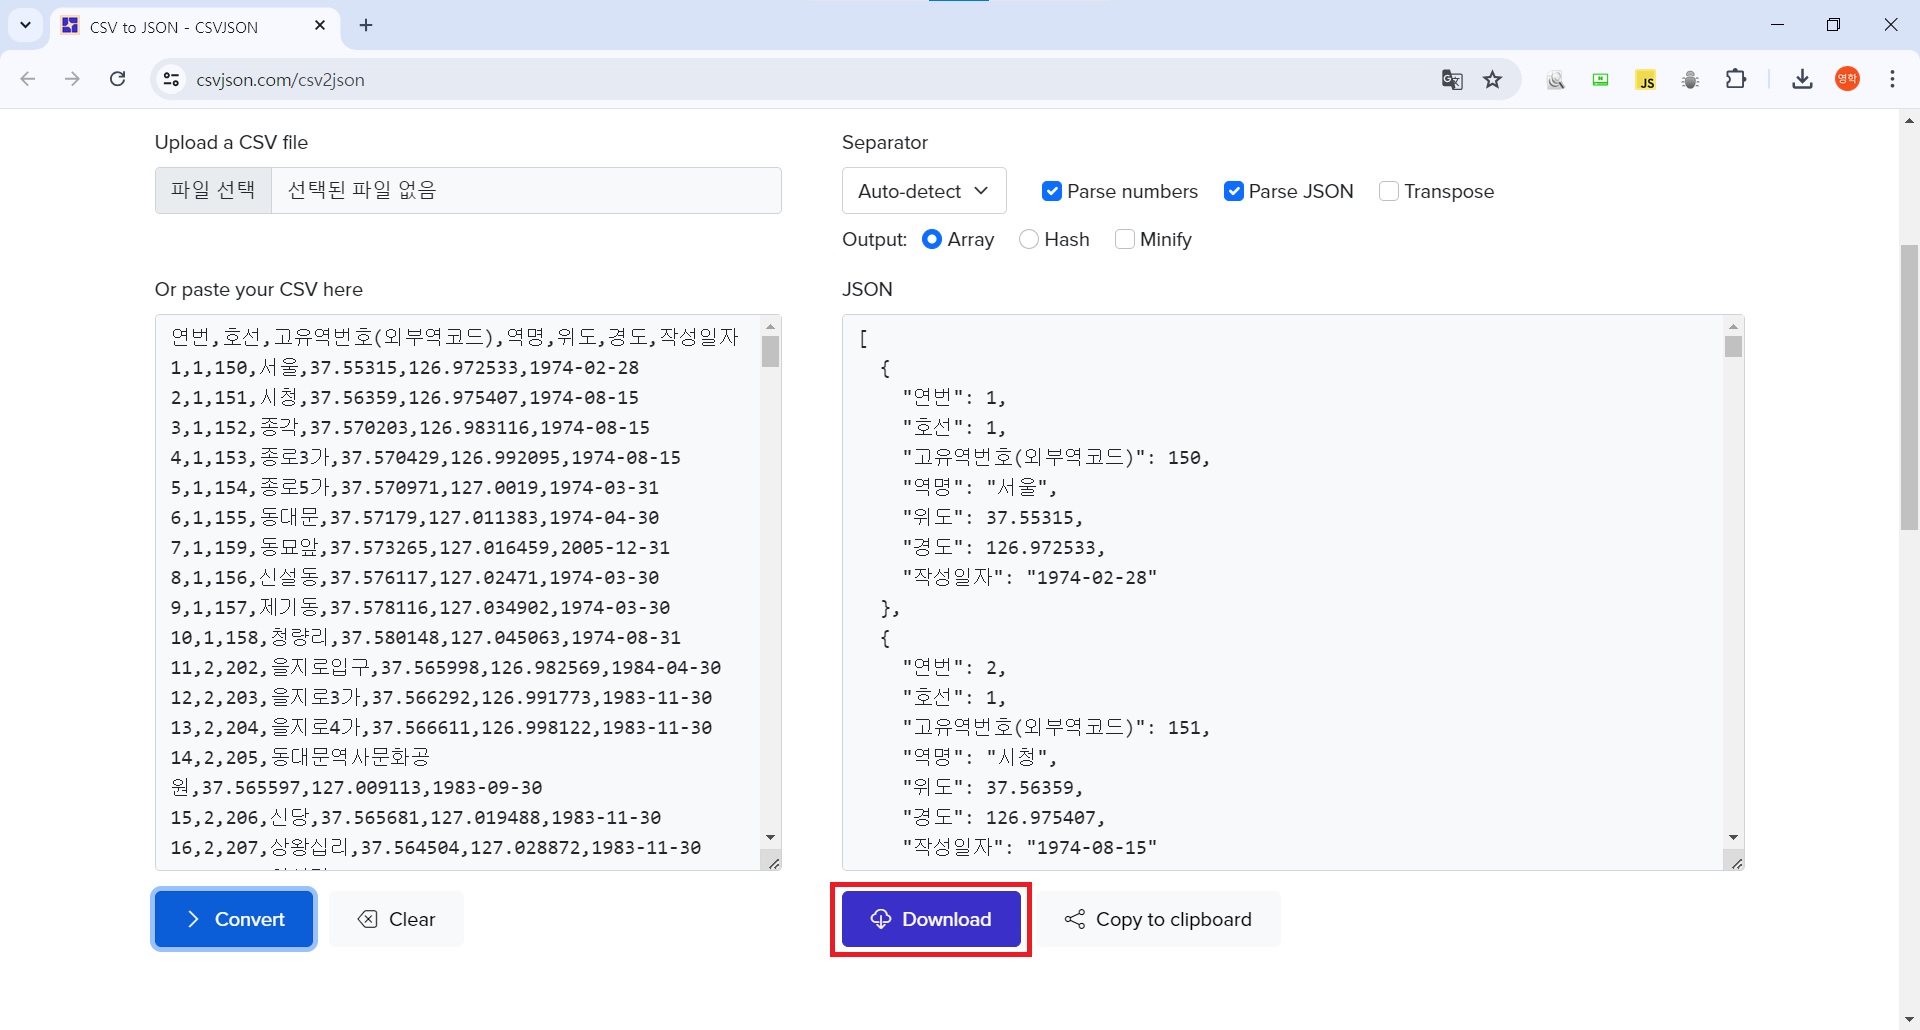 CSV to JSON - CSVJSON
csvjson.com/csv2json
JS
영학
Upload a CSV file
파일 선택 선택된 파일 없음
Separator
Auto-detect Parse numbers Parse JSON Transpose
Output: Array Hash Minify
Or paste your CSV here
연번,호선,고유역번호(외부역코드),역명,위도,경도,작성일자
1,1,150,서울,37.55315,126.972533,1974-02-28
2,1,151,시청,37.56359,126.975407,1974-08-15
3,1,152,종각,37.570203,126.983116,1974-08-15
4,1,153,종로3가,37.570429,126.992095,1974-08-15
5,1,154,종로5가,37.570971,127.0019,1974-03-31
6,1,155,동대문,37.57179,127.011383,1974-04-30
7,1,159,동묘앞,37.573265,127.016459,2005-12-31
8,1,156,신설동,37.576117,127.02471,1974-03-30
9,1,157,제기동,37.578116,127.034902,1974-03-30
10,1,158,청량리,37.580148,127.045063,1974-08-31
11,2,202,을지로입구,37.565998,126.982569,1984-04-30
12,2,203,을지로3가,37.566292,126.991773,1983-11-30
13,2,204,을지로4가,37.566611,126.998122,1983-11-30
14,2,205,동대문역사문화공
원,37.565597,127.009113,1983-09-30
15,2,206,신당,37.565681,127.019488,1983-11-30
16,2,207,상왕십리,37.564504,127.028872,1983-11-30
JSON
[
{
"연번": 1,
"호선": 1,
"고유역번호(외부역코드)": 150,
"역명": "서울",
"위도": 37.55315,
"경도": 126.972533,
"작성일자": "1974-02-28"
},
{
"연번": 2,
"호선": 1,
"고유역번호(외부역코드)": 151,
"역명": "시청",
"위도": 37.56359,
"경도": 126.975407,
"작성일자": "1974-08-15"
Convert Clear
Download Copy to clipboard